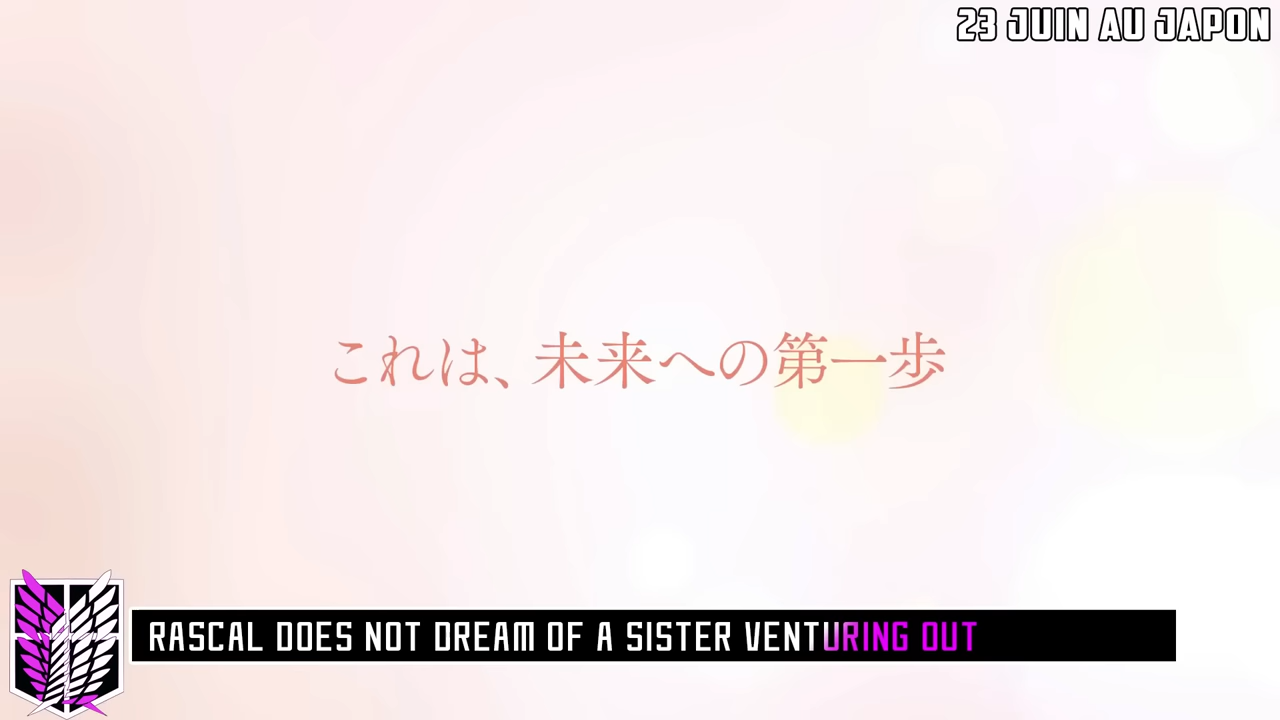 23 JUIN AU JAPON
これは、未来への第一歩
RASCAL DOES NOT DREAM OF A SISTER VENTURING OUT